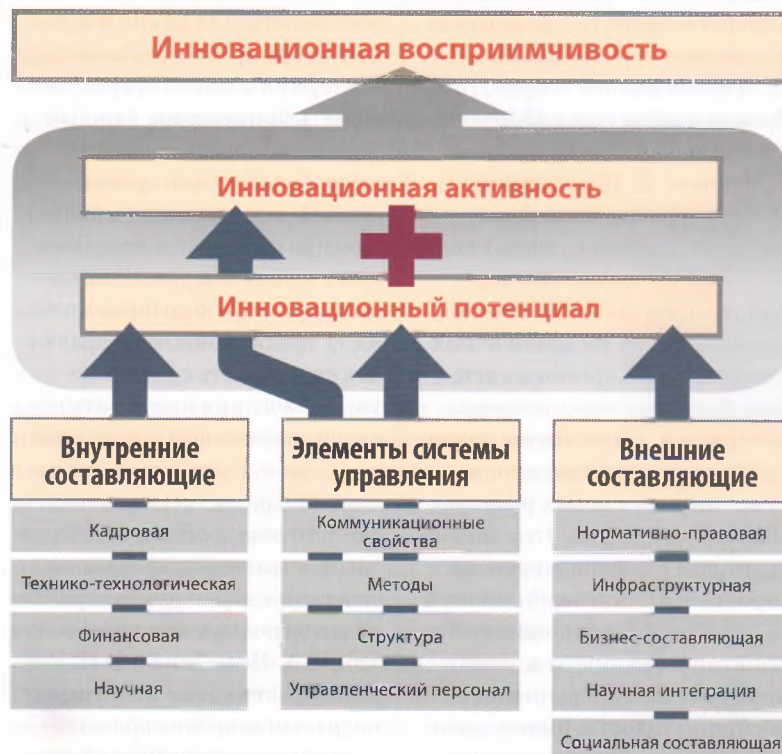 Инновационная восприимчивость
Инновационная активность
Инновационный потенциал
Внутренние
составляющие
Кадровая
Технико-технологическая
Финансовая
Научная
Элементы системы
управления
Коммуникационные
свойства
Методы
Структура
Управленческий персонал
Внешние
составляющие
Нормативно-правовая
Инфраструктурная
Бизнес-составляющая
Научная интеграция
Социальная составляющая